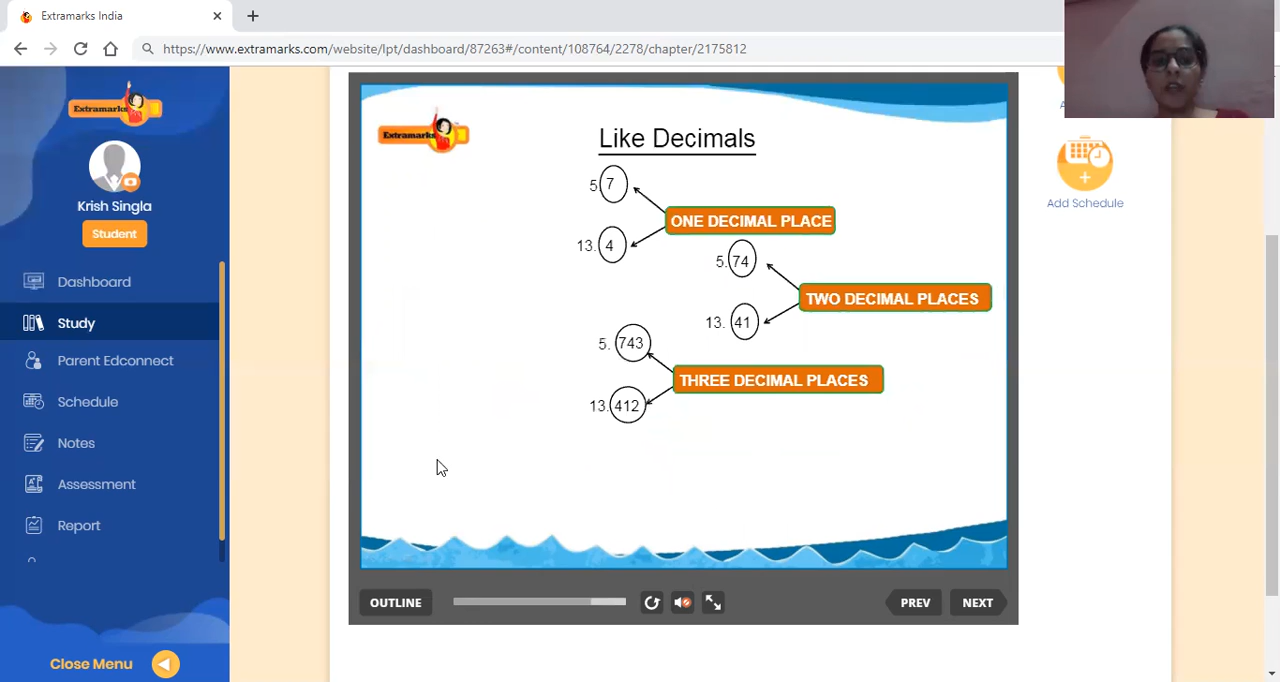 Extramarks India
https://www.extramarks.com/website/lpt/dashboard/87263#/content/108764/2278/chapter/2175812
Extramarks
Krish Singla
Student
Dashboard
Study
Parent Edconnect
Schedule
Notes
Assessment
Report
Close Menu
Extramarks
Like Decimals
5.7
ONE DECIMAL PLACE
13.4
5.74
TWO DECIMAL PLACES
13.41
5.743
THREE DECIMAL PLACES
13.412
OUTLINE
PREV
NEXT
Add Schedule